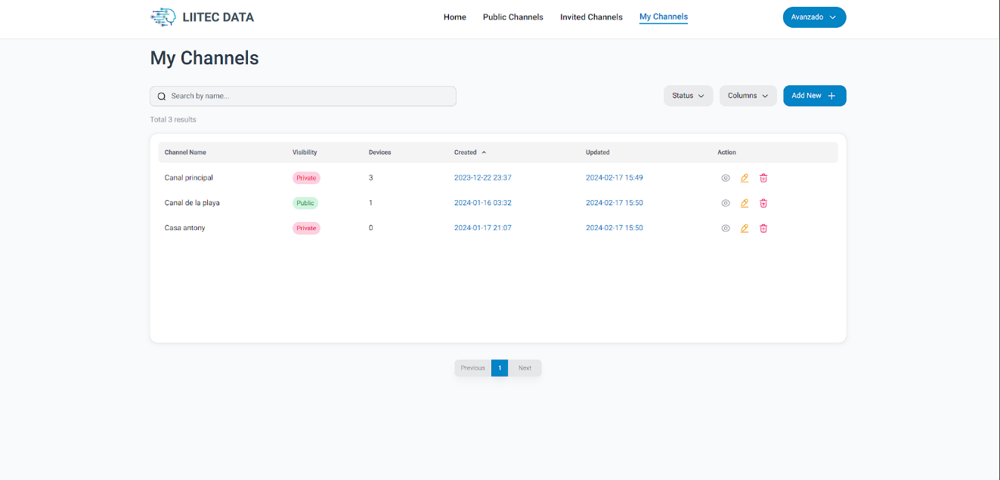 LIITEC DATA Home Public Channels Invited Channels My Channels Avanzado
My Channels
Search by name... Status Columns Add New
Total 3 results
Channel Name Visibility Devices Created Updated Action
Canal principal Private 3 2023-12-22 23:37 2024-02-17 15:49
Canal de la playa Public 1 2024-01-16 03:32 2024-02-17 15:50
Casa antony Private 0 2024-01-17 21:07 2024-02-17 15:50
Previous 1 Next